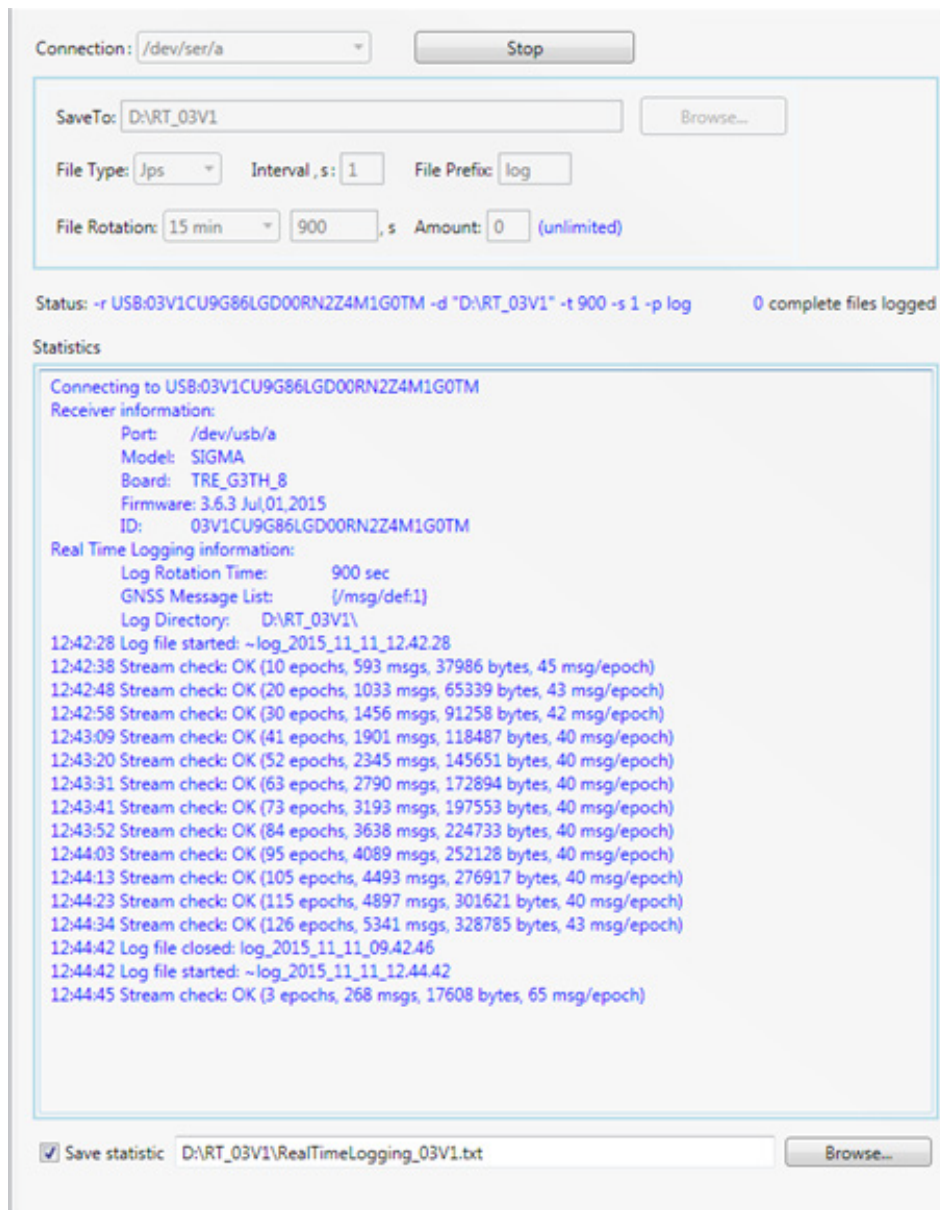 Connection: /dev/ser/a Stop
SaveTo: D:\RT_03V1 Browse...
File Type: Jps Interval, s: 1 File Prefix: log
File Rotation: 15 min 900 , s Amount: 0 (unlimited)
Status: -r USB:03V1CU9G86LGD00RN2Z4M1G0TM -d "D:\RT_03V1" -t 900 -s 1 -p log 0 complete files logged
Statistics
Connecting to USB:03V1CU9G86LGD00RN2Z4M1G0TM
Receiver information:
Port: /dev/usb/a
Model: SIGMA
Board: TRE_G3TH_8
Firmware: 3.6.3 Jul,01,2015
ID: 03V1CU9G86LGD00RN2Z4M1G0TM
Real Time Logging information:
Log Rotation Time: 900 sec
GNSS Message List: {/msg/def:1}
Log Directory: D:\RT_03V1\
12:42:28 Log file started: ~log_2015_11_11_12.42.28
12:42:38 Stream check: OK (10 epochs, 593 msgs, 37986 bytes, 45 msg/epoch)
12:42:48 Stream check: OK (20 epochs, 1033 msgs, 65339 bytes, 43 msg/epoch)
12:42:58 Stream check: OK (30 epochs, 1456 msgs, 91258 bytes, 42 msg/epoch)
12:43:09 Stream check: OK (41 epochs, 1901 msgs, 118487 bytes, 40 msg/epoch)
12:43:20 Stream check: OK (52 epochs, 2345 msgs, 145651 bytes, 40 msg/epoch)
12:43:31 Stream check: OK (63 epochs, 2790 msgs, 172894 bytes, 40 msg/epoch)
12:43:41 Stream check: OK (73 epochs, 3193 msgs, 197553 bytes, 40 msg/epoch)
12:43:52 Stream check: OK (84 epochs, 3638 msgs, 224733 bytes, 40 msg/epoch)
12:44:03 Stream check: OK (95 epochs, 4089 msgs, 252128 bytes, 40 msg/epoch)
12:44:13 Stream check: OK (105 epochs, 4493 msgs, 276917 bytes, 40 msg/epoch)
12:44:23 Stream check: OK (115 epochs, 4897 msgs, 301621 bytes, 40 msg/epoch)
12:44:34 Stream check: OK (126 epochs, 5341 msgs, 328785 bytes, 43 msg/epoch)
12:44:42 Log file closed: log_2015_11_11_09.42.46
12:44:42 Log file started: ~log_2015_11_11_12.44.42
12:44:45 Stream check: OK (3 epochs, 268 msgs, 17608 bytes, 65 msg/epoch)
Save statistic D:\RT_03V1\RealTimeLogging_03V1.txt Browse...